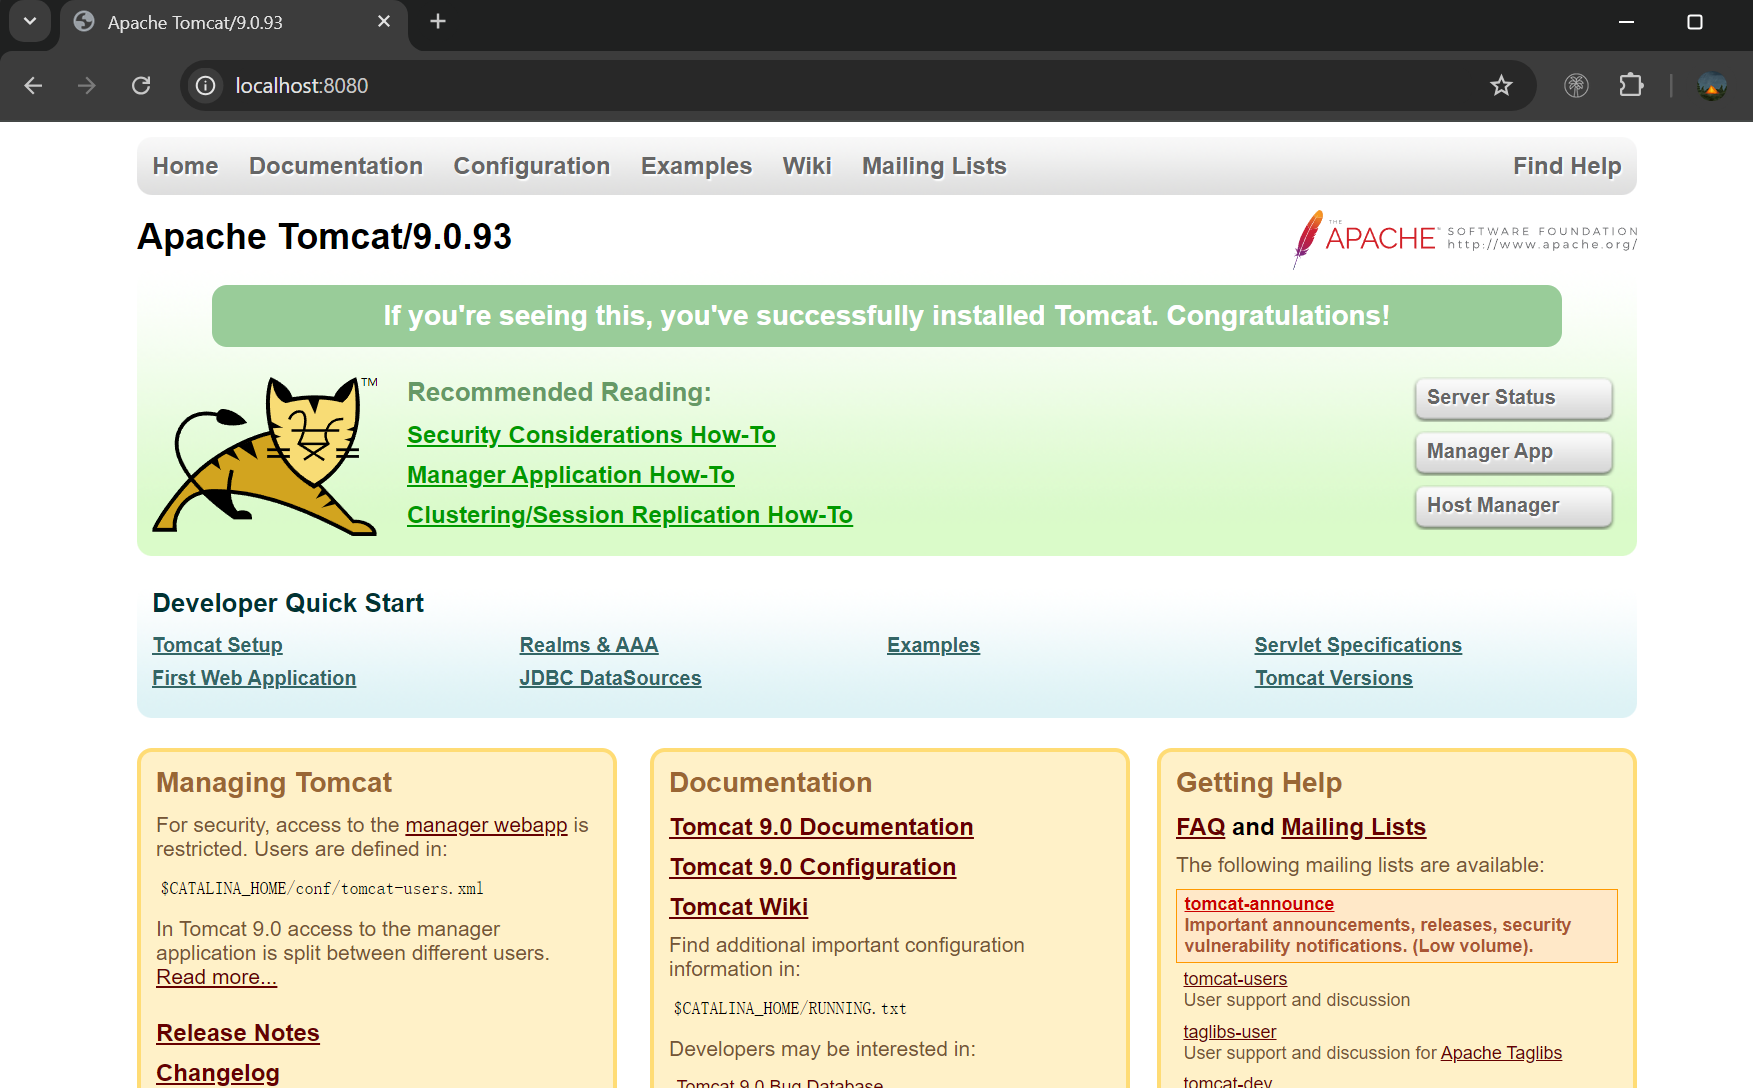 Apache Tomcat/9.0.93
localhost:8080
Home Documentation Configuration Examples Wiki Mailing Lists Find Help
Apache Tomcat/9.0.93
THE APACHE™ SOFTWARE FOUNDATION
http://www.apache.org/
If you're seeing this, you've successfully installed Tomcat. Congratulations!
TM
Recommended Reading:
Security Considerations How-To
Manager Application How-To
Clustering/Session Replication How-To
Server Status
Manager App
Host Manager
Developer Quick Start
Tomcat Setup
First Web Application
Realms & AAA
JDBC DataSources
Examples
Servlet Specifications
Tomcat Versions
Managing Tomcat
For security, access to the manager webapp is
restricted. Users are defined in:
$CATALINA_HOME/conf/tomcat-users.xml
In Tomcat 9.0 access to the manager
application is split between different users.
Read more...
Release Notes
Changelog
Documentation
Tomcat 9.0 Documentation
Tomcat 9.0 Configuration
Tomcat Wiki
Find additional important configuration
information in:
$CATALINA_HOME/RUNNING.txt
Developers may be interested in:
Tomcat 9.0 Bug Database
Getting Help
FAQ and Mailing Lists
The following mailing lists are available:
tomcat-announce
Important announcements, releases, security
vulnerability notifications. (Low volume).
tomcat-users
User support and discussion
taglibs-user
User support and discussion for Apache Taglibs
tomcat-dev